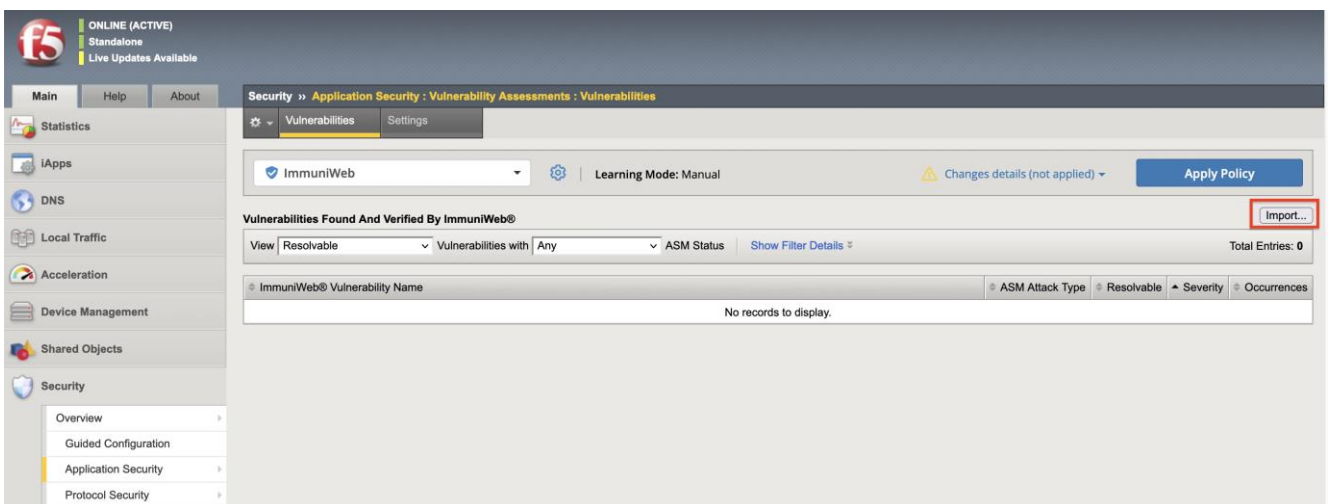 f5
ONLINE (ACTIVE)
Standalone
Live Updates Available
Main Help About
Security ›› Application Security : Vulnerability Assessments : Vulnerabilities
Vulnerabilities Settings
Statistics
iApps
DNS
Local Traffic
Acceleration
Device Management
Shared Objects
Security
Overview
Guided Configuration
Application Security
Protocol Security
ImmuniWeb Learning Mode: Manual Changes details (not applied) Apply Policy
Vulnerabilities Found And Verified By ImmuniWeb® Import...
View Resolvable Vulnerabilities with Any ASM Status Show Filter Details Total Entries: 0
ImmuniWeb® Vulnerability Name ASM Attack Type Resolvable Severity Occurrences
No records to display.